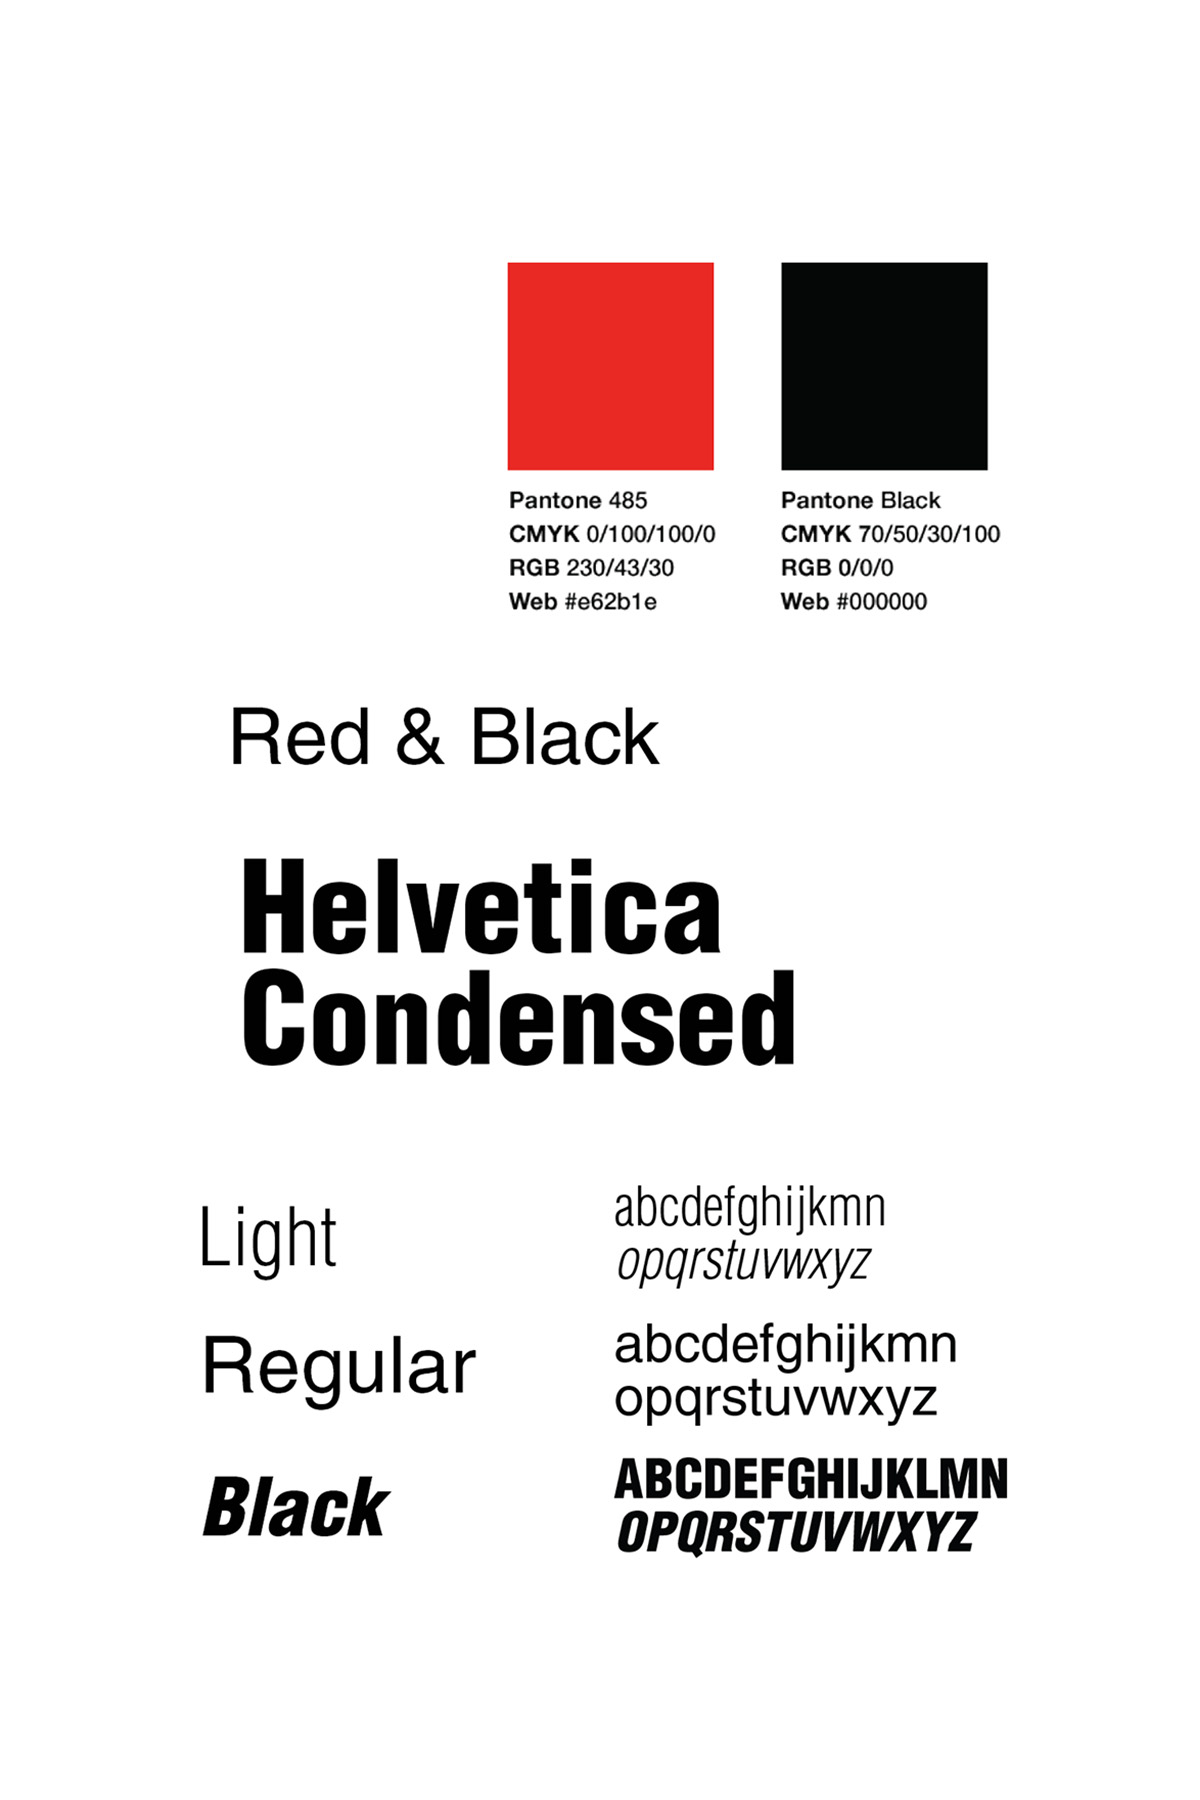 Pantone 485
CMYK 0/100/100/0
RGB 230/43/30
Web #e62b1e
Pantone Black
CMYK 70/50/30/100
RGB 0/0/0
Web #000000
Red & Black
Helvetica
Condensed
Light
abcdefghijkmn
opqrstuvwxyz
Regular
abcdefghijkmn
opqrstuvwxyz
Black
ABCDEFGHIJKLMN
OPQRSTUVWXYZ